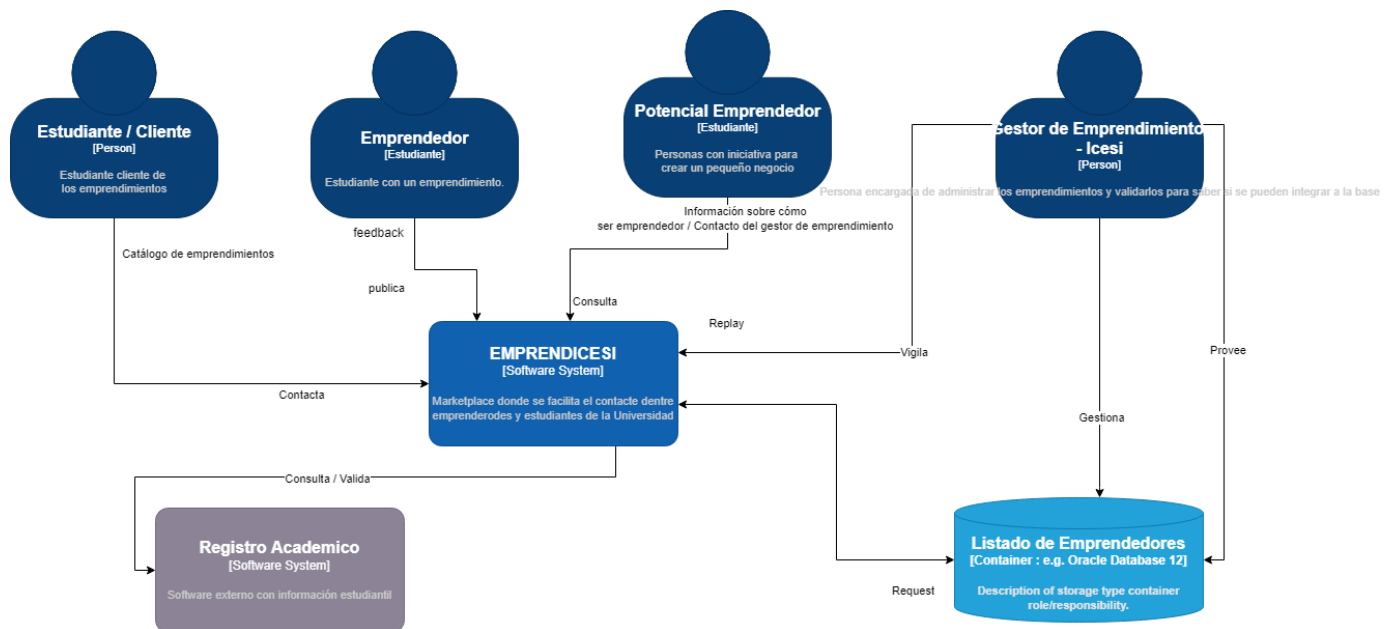 Estudiante / Cliente
[Person]
Estudiante cliente de
los emprendimientos
Emprendedor
[Estudiante]
Estudiante con un emprendimiento.
Potencial Emprendedor
[Estudiante]
Personas con iniciativa para
crear un pequeño negocio
Gestor de Emprendimiento
- Icesi
[Person]
Persona encargada de administrar los emprendimientos y validarlos para saber si se pueden integrar a la base
Catálogo de emprendimientos
feedback
publica
Información sobre cómo
ser emprendedor / Contacto del gestor de emprendimiento
Consulta
Replay
Vigila
Provee
Contacta
EMPRENDICESI
[Software System]
Marketplace donde se facilita el contacte dentre
emprenderodes y estudiantes de la Universidad
Gestiona
Consulta / Valida
Registro Academico
[Software System]
Software externo con información estudiantil
Request
Listado de Emprendedores
[Container : e.g. Oracle Database 12]
Description of storage type container
role/responsibility.